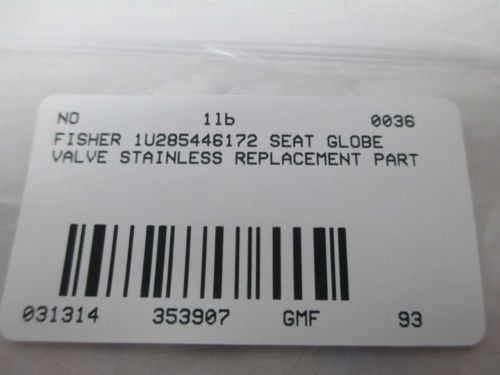 NO 11b 0036
FISHER 1U285446172 SEAT GLOBE
VALVE STAINLESS REPLACEMENT PART
031314 353907 GMF 93